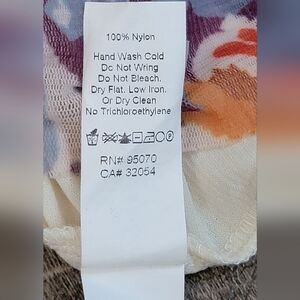 100% Nylon
Hand Wash Cold
Do Not Wring
Do Not Bleach.
Dry Flat. Low Iron.
Or Dry Clean
No Trichloroethylene
RN# 95070
CA# 32054